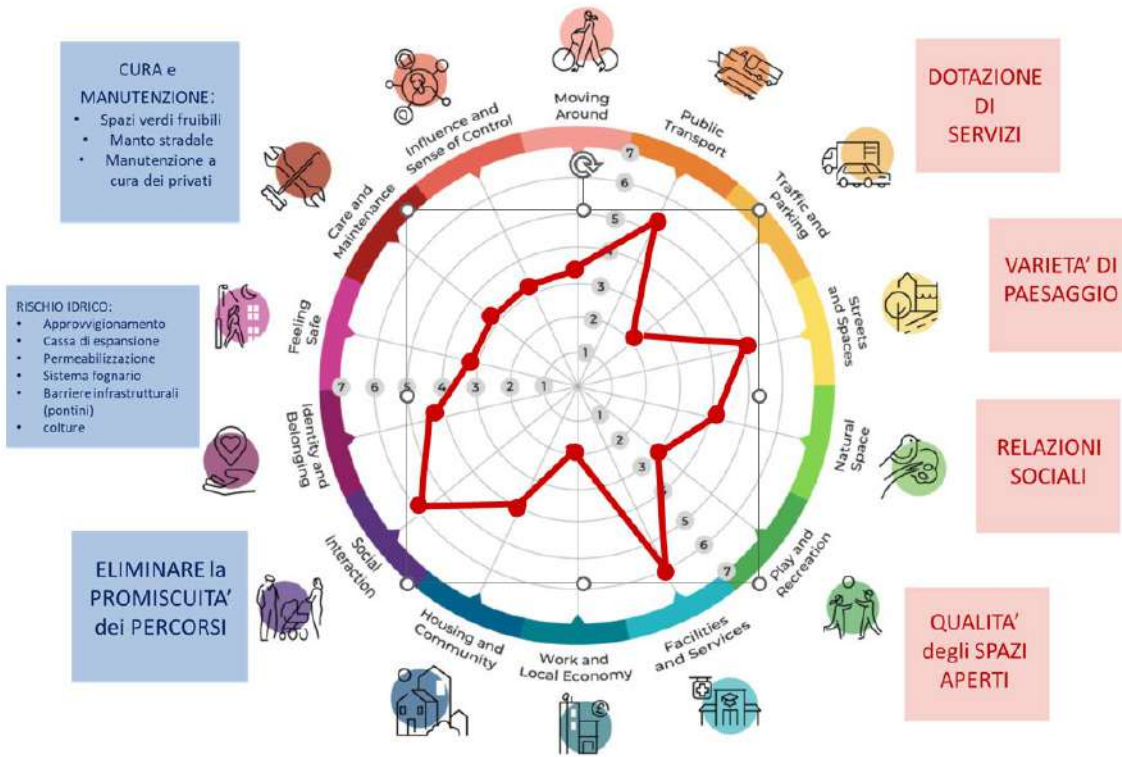 CURA e
MANUTENZIONE:
• Spazi verdi fruibili
• Manto stradale
• Manutenzione a
cura dei privati
RISCHIO IDRICO:
• Approvvigionamento
• Cassa di espansione
• Permeabilizzazione
• Sistema fognario
• Barriere infrastrutturali
(pontini)
• colture
ELIMINARE la
PROMISCUITA'
dei PERCORSI
Moving
Around
Public
Transport
Traffic and
Parking
Streets
and Spaces
Natural
Space
Play and
Recreation
Facilities
and Services
Work and
Local Economy
Housing and
Community
Social
Interaction
Identity and
Belonging
Feeling
Safe
Care and
Maintenance
Influence and
Sense of Control
7
6
5
4
3
2
1
7 6 5 4 3 2 1
1
2
3
4
5
6
7
DOTAZIONE
DI
SERVIZI
VARIETA' DI
PAESAGGIO
RELAZIONI
SOCIALI
QUALITA'
degli SPAZI
APERTI